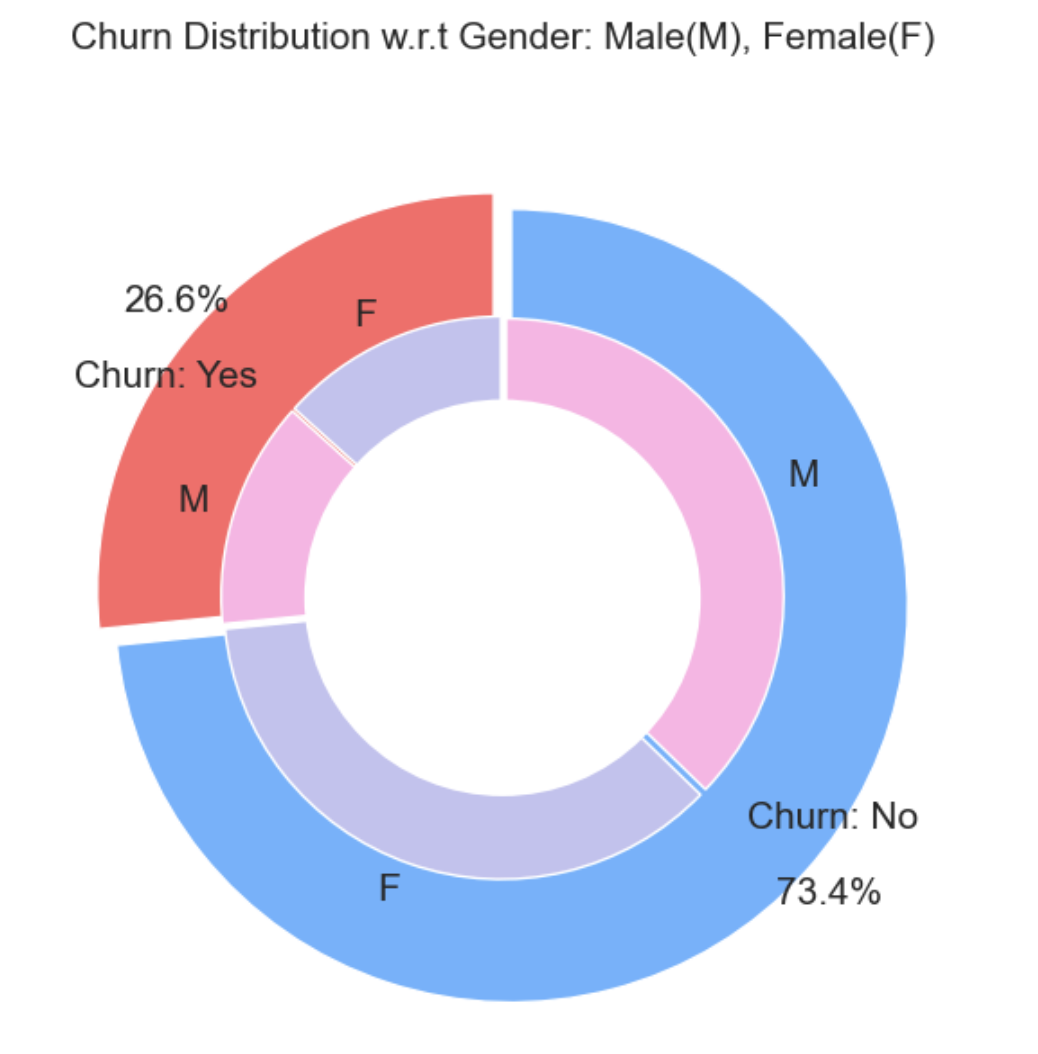 Churn Distribution w.r.t Gender: Male(M), Female(F)
26.6%
F
Churn: Yes
M
M
Churn: No
73.4%
F